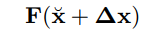 𝐅(𝐱̆ + 𝚫𝐱)